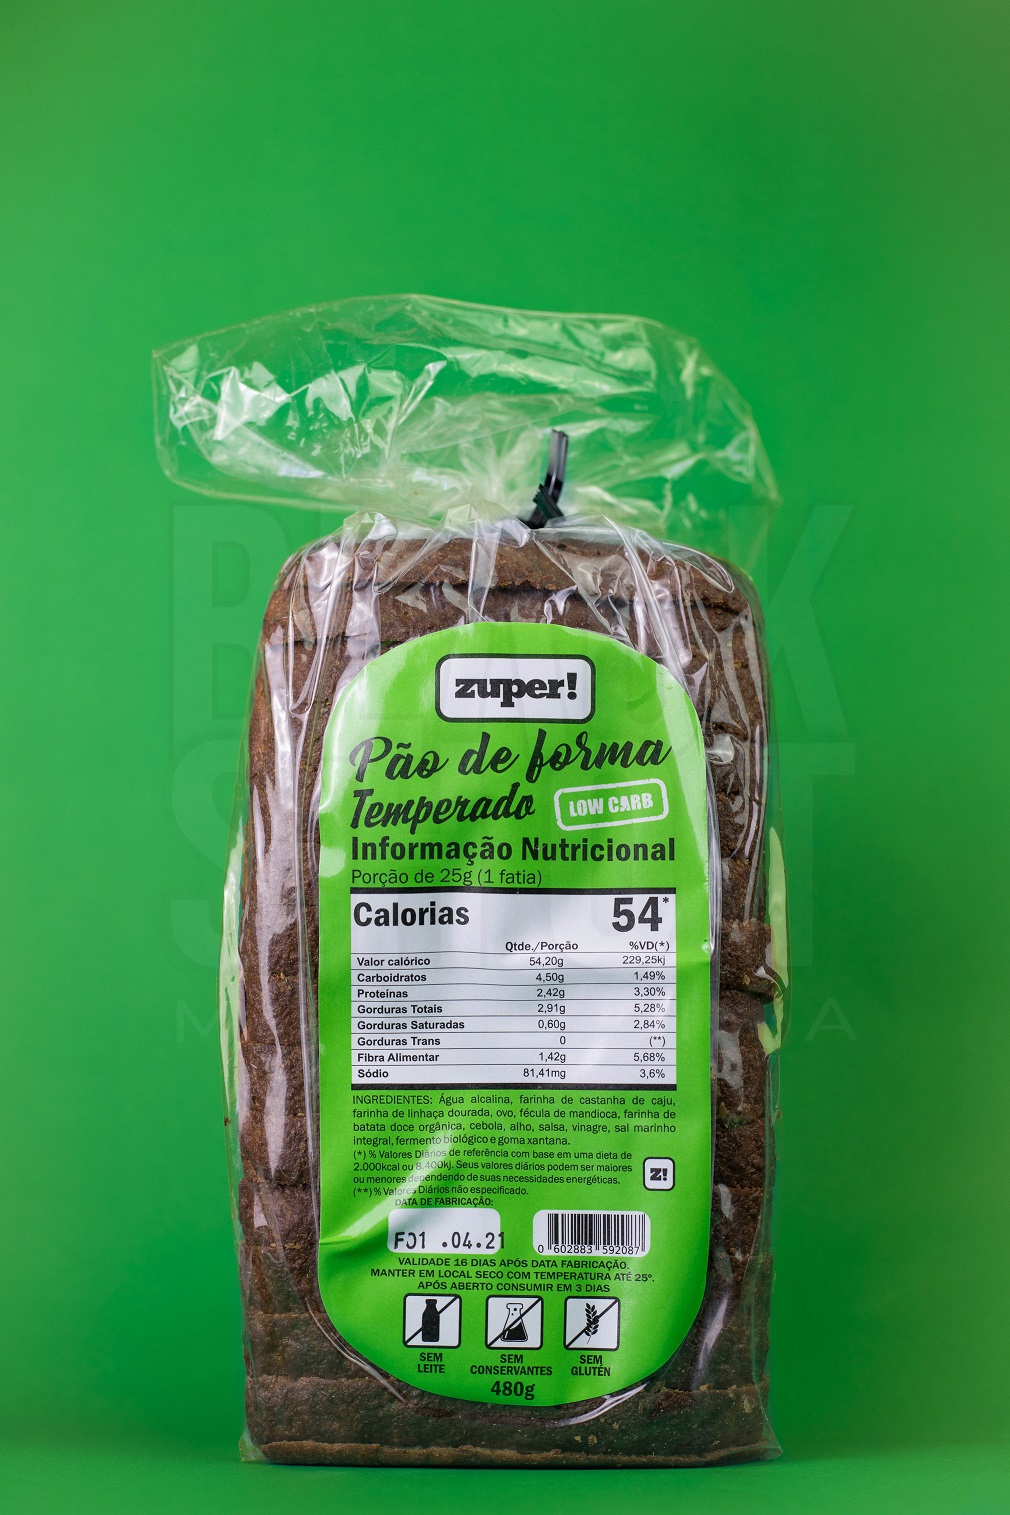 zuper!
Pão de forma
Temperado
LOW CARB
Informação Nutricional
Porção de 25g (1 fatia)
Calorias 54*
Qtde./Porção %VD(*)
Valor calórico 54,20g 229,25kj
Carboidratos 4,50g 1,49%
Proteínas 2,42g 3,30%
Gorduras Totais 2,91g 5,28%
Gorduras Saturadas 0,60g 2,84%
Gorduras Trans 0 (**)
Fibra Alimentar 1,42g 5,68%
Sódio 81,41mg 3,6%
INGREDIENTES: Água alcalina, farinha de castanha de caju,
farinha de linhaça dourada, ovo, fécula de mandioca, farinha de
batata doce orgânica, cebola, alho, salsa, vinagre, sal marinho
integral, fermento biológico e goma xantana.
(*) % Valores Diários de referência com base em uma dieta de
2.000kcal ou 8.400kj. Seus valores diários podem ser maiores
ou menores dependendo de suas necessidades energéticas.
(**) % Valores Diários não especificado.
z!
DATA DE FABRICAÇÃO:
F01 .04.21
0 602883 592087
VALIDADE 16 DIAS APÓS DATA FABRICAÇÃO.
MANTER EM LOCAL SECO COM TEMPERATURA ATÉ 25°.
APÓS ABERTO CONSUMIR EM 3 DIAS
SEM
LEITE
SEM
CONSERVANTES
SEM
GLUTÉN
480g